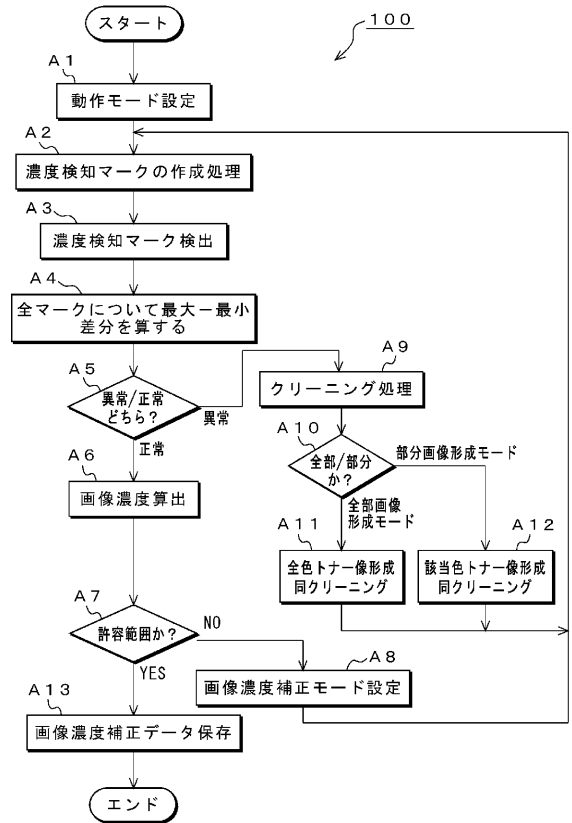 スタート
100
A1
動作モード設定
A2
濃度検知マークの作成処理
A3
濃度検知マーク検出
A4
全マークについて最大－最小
差分を算する
A5
異常/正常
どちら?
異常
正常
A9
クリーニング処理
A10
全部/部分
か?
部分画像形成モード
全部画像
形成モード
A6
画像濃度算出
A11
全色トナー像形成
同クリーニング
A12
該当色トナー像形成
同クリーニング
A7
許容範囲か?
NO
YES
A8
画像濃度補正モード設定
A13
画像濃度補正データ保存
エンド